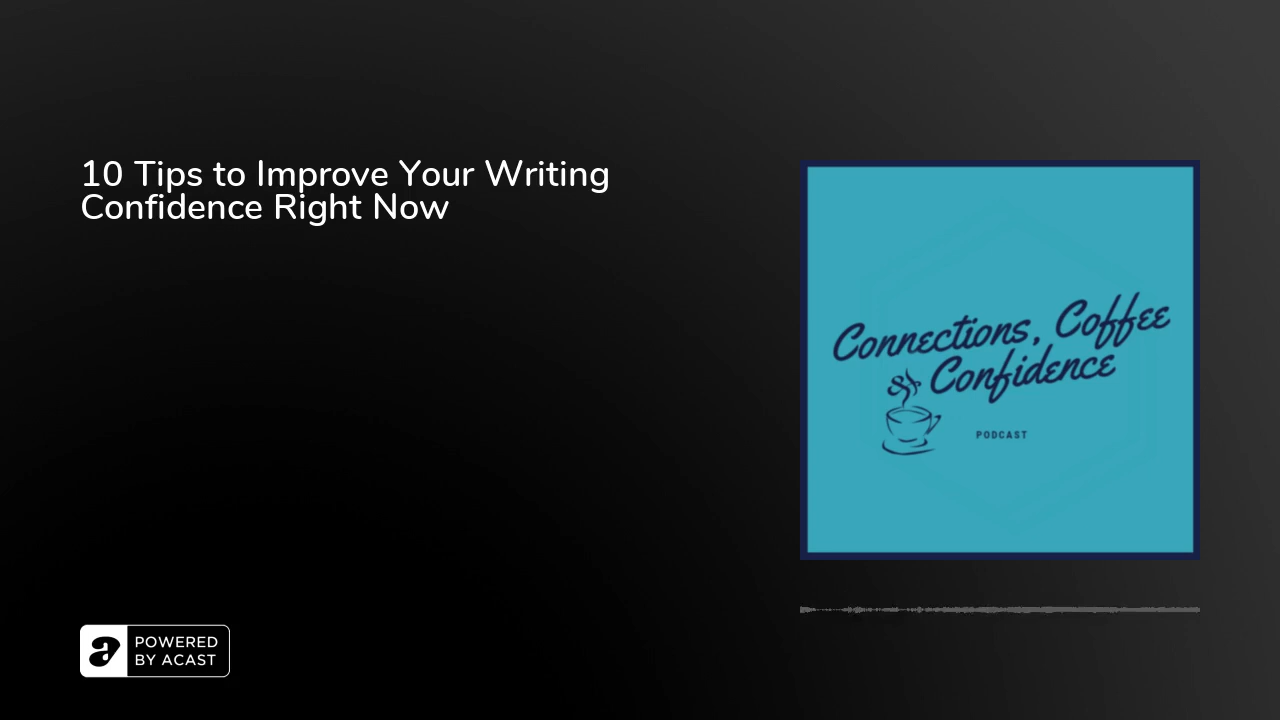 10 Tips to Improve Your Writing
Confidence Right Now
Connections, Coffee
& Confidence
PODCAST
a POWERED
BY ACAST